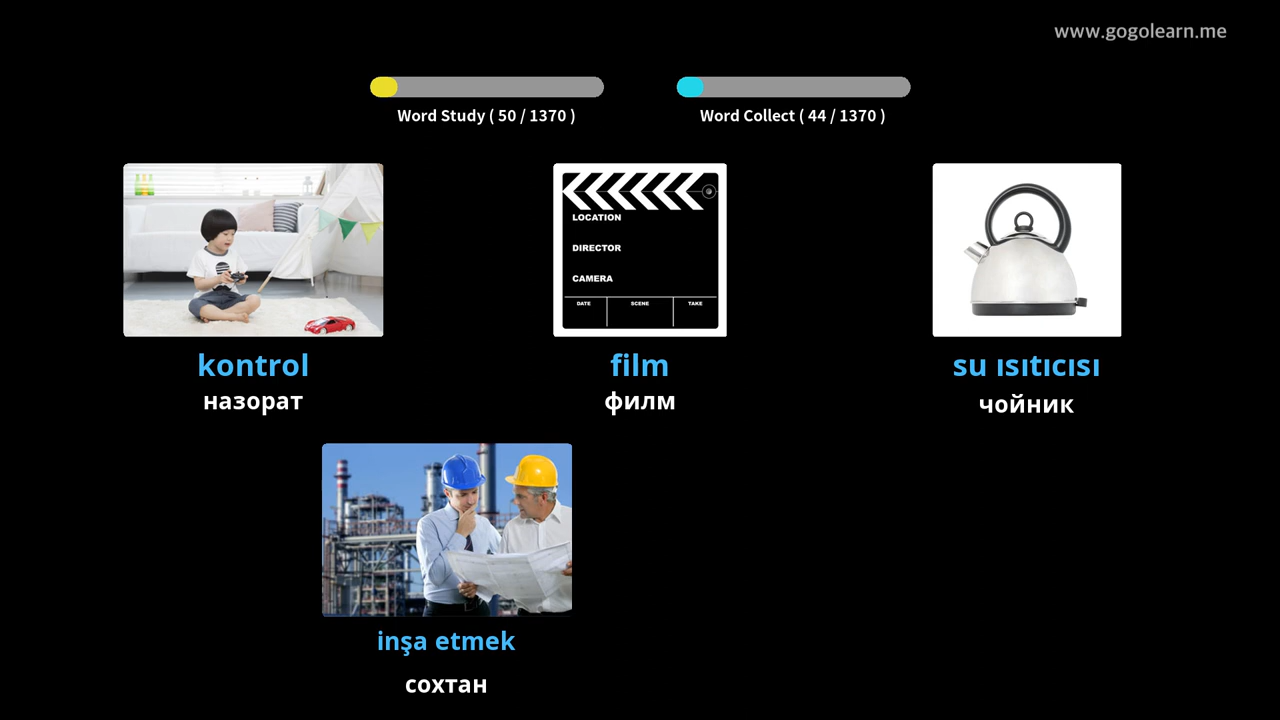 www.gogolearn.me
Word Study ( 50 / 1370 )
Word Collect ( 44 / 1370 )
LOCATION
DIRECTOR
CAMERA
DATE SCENE TAKE
kontrol
назорат
film
филм
su ısıtıcısı
чойник
inşa etmek
сохтан